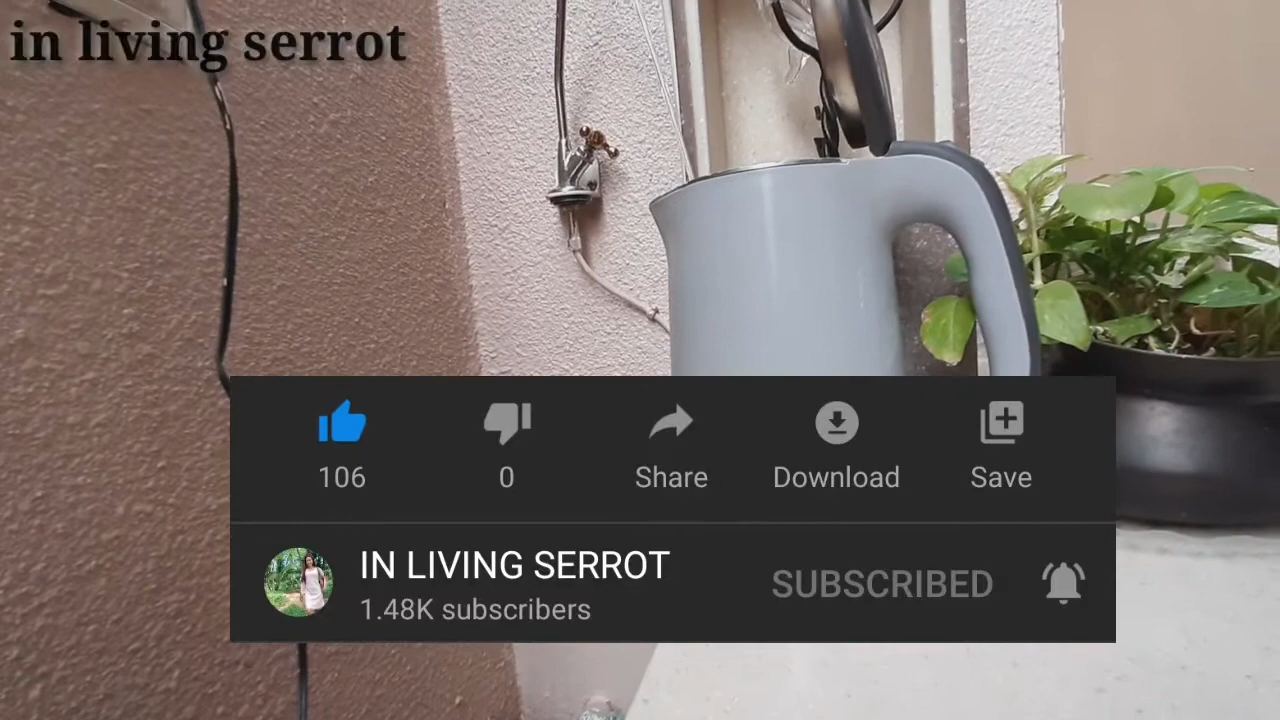 in living serrot
106
0
Share
Download
Save
IN LIVING SERROT
SUBSCRIBED
1.48K subscribers